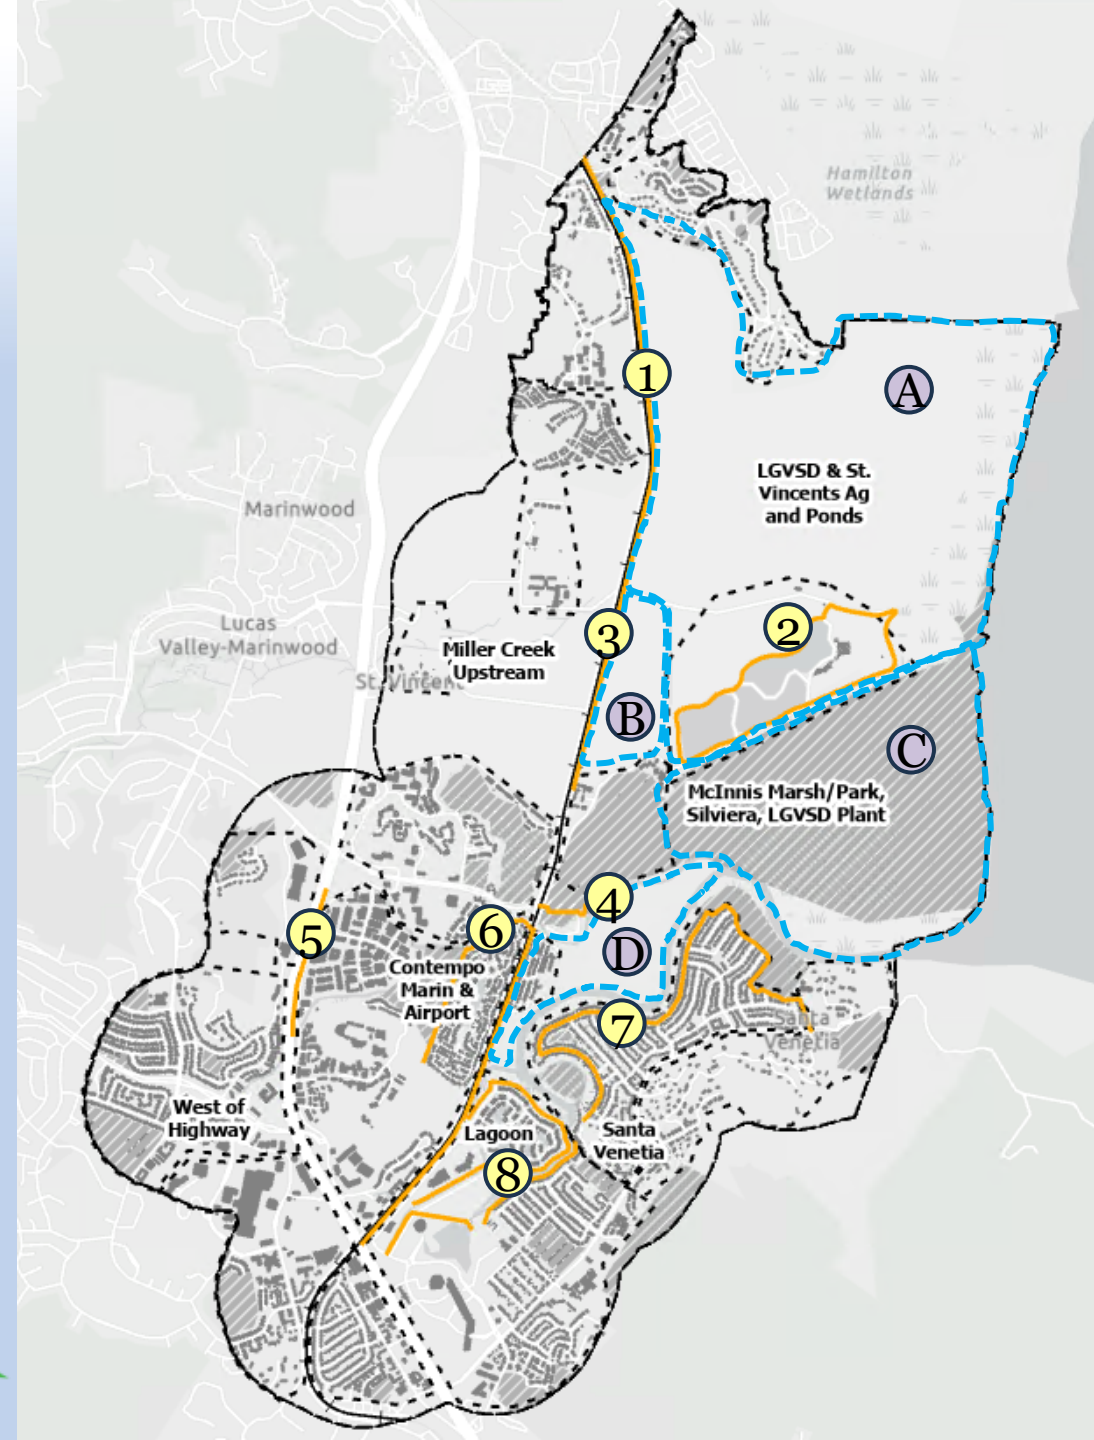 Hamilton
Wetlands
1
A
LGVSD & St.
Vincents Ag
and Ponds
Marinwood
Lucas
Valley-Marinwood
2
3
Miller Creek
Upstream
St. Vincent
B
C
McInnis Marsh/Park,
Silviera, LGVSD Plant
4
5
6
D
Contempo
Marin &
Airport
7
Santa
Venetia
West of
Highway
Lagoon
Santa
Venetia
8